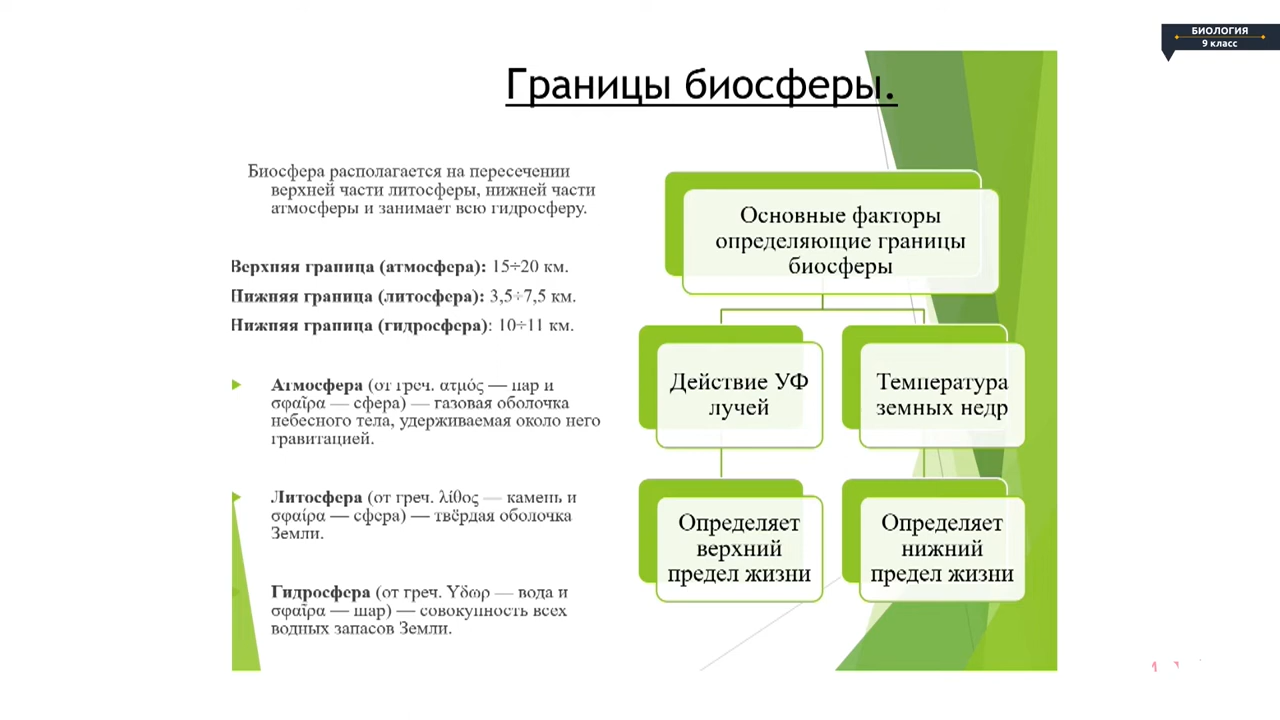 БИОЛОГИЯ
9 класс
Границы биосферы.
Биосфера располагается на пересечении
верхней части литосферы, нижней части
атмосферы и занимает всю гидросферу.
Верхняя граница (атмосфера): 15÷20 км.
Нижняя граница (литосфера): 3,5÷7,5 км.
Нижняя граница (гидросфера): 10÷11 км.
Атмосфера (от греч. ατμός — пар и
σφαῖρα — сфера) — газовая оболочка
небесного тела, удерживаемая около него
гравитацией.
Литосфера (от греч. λίθος — камень и
σφαίρα — сфера) — твёрдая оболочка
Земли.
Гидросфера (от греч. Yδωρ — вода и
σφαῖρα — шар) — совокупность всех
водных запасов Земли.
Основные факторы
определяющие границы
биосферы
Действие УФ
лучей
Температура
земных недр
Определяет
верхний
предел жизни
Определяет
нижний
предел жизни